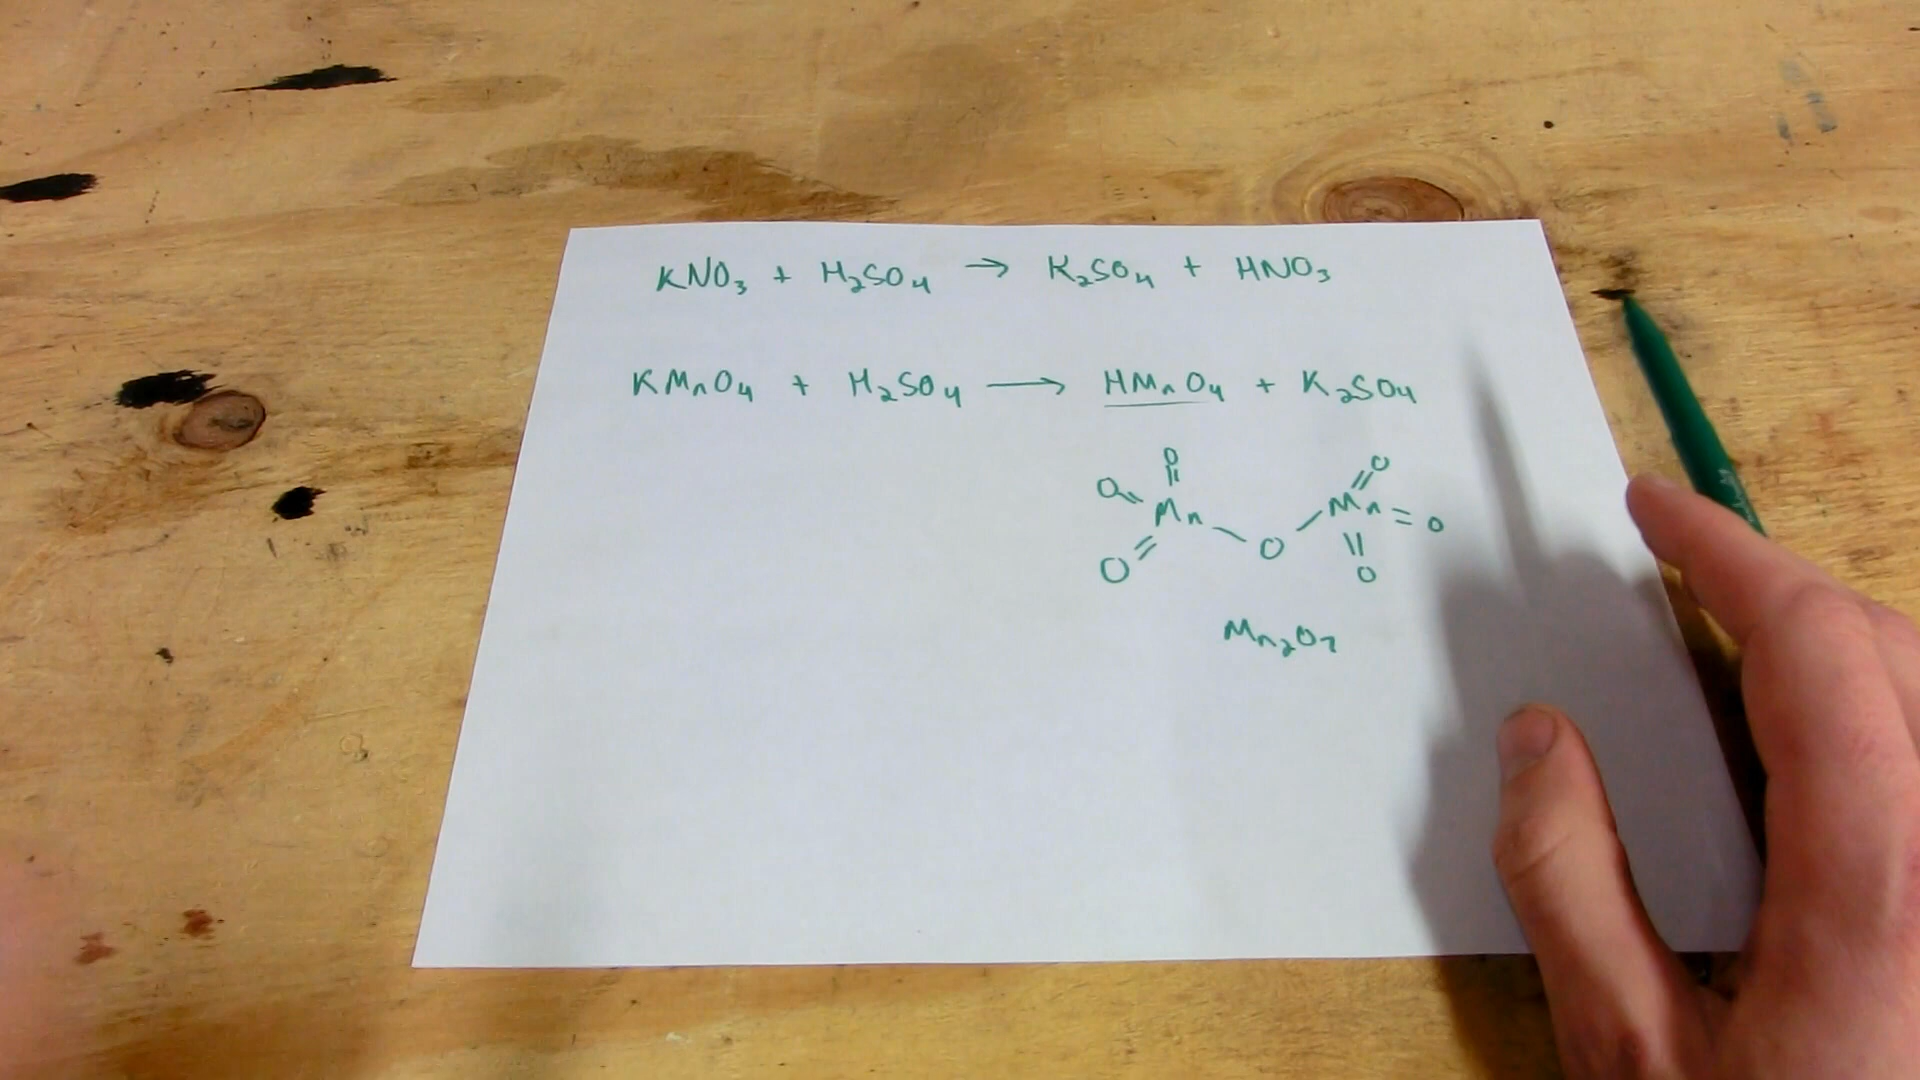 KNO₃ + H₂SO₄ → K₂SO₄ + HNO₃
KMnO₄ + H₂SO₄ → HMnO₄ + K₂SO₄
O O O
O Mn O Mn O
O O
Mn₂O₇